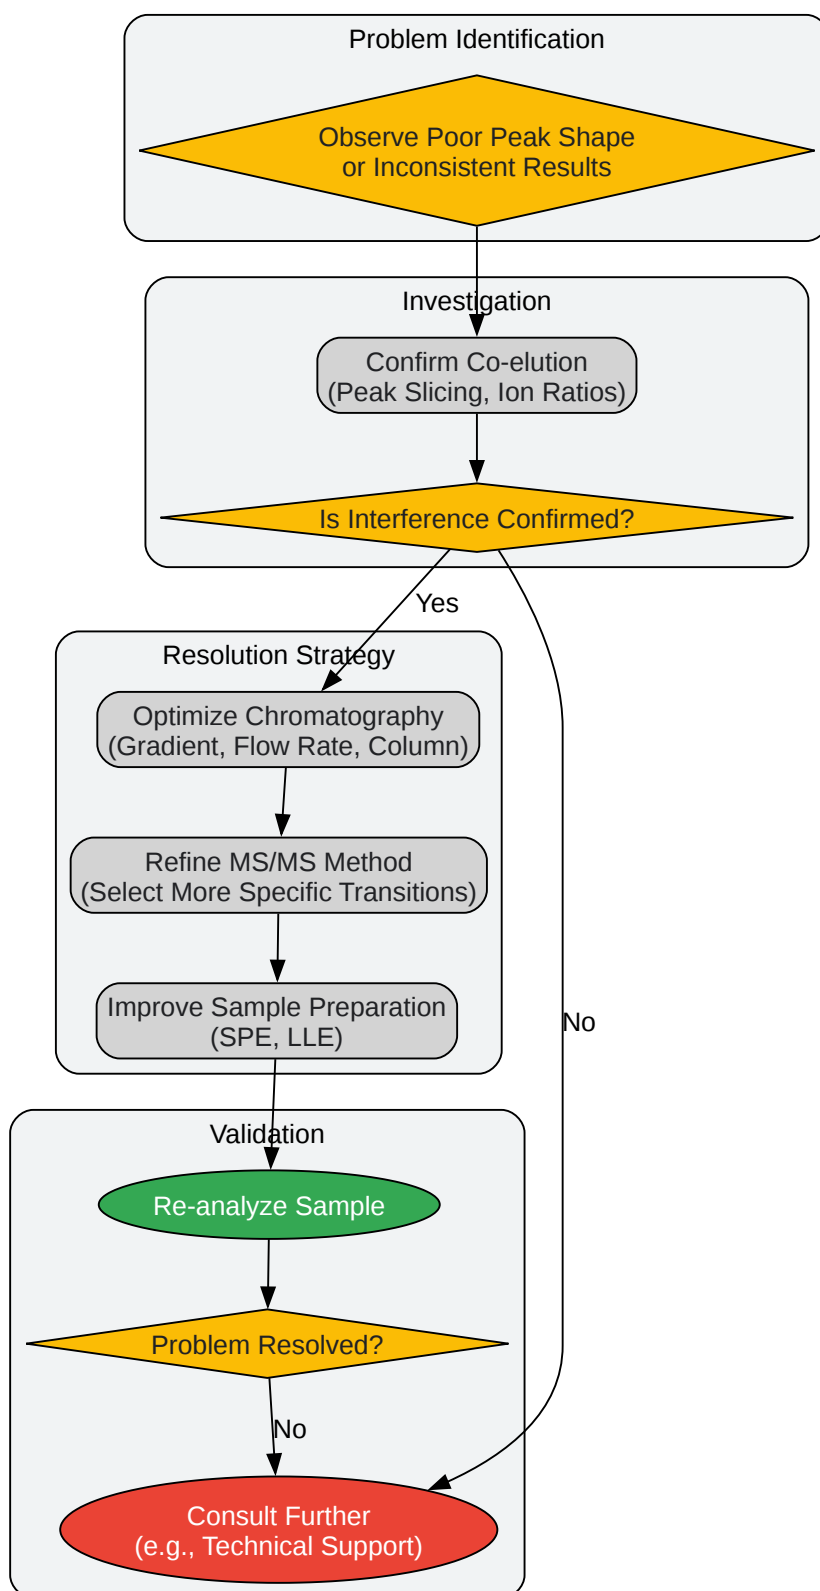 Problem Identification
Observe Poor Peak Shape
or Inconsistent Results
Investigation
Confirm Co-elution
(Peak Slicing, Ion Ratios)
Is Interference Confirmed?
Yes
Resolution Strategy
Optimize Chromatography
(Gradient, Flow Rate, Column)
Refine MS/MS Method
(Select More Specific Transitions)
Improve Sample Preparation
(SPE, LLE)
No
Validation
Re-analyze Sample
Problem Resolved?
No
Consult Further
(e.g., Technical Support)